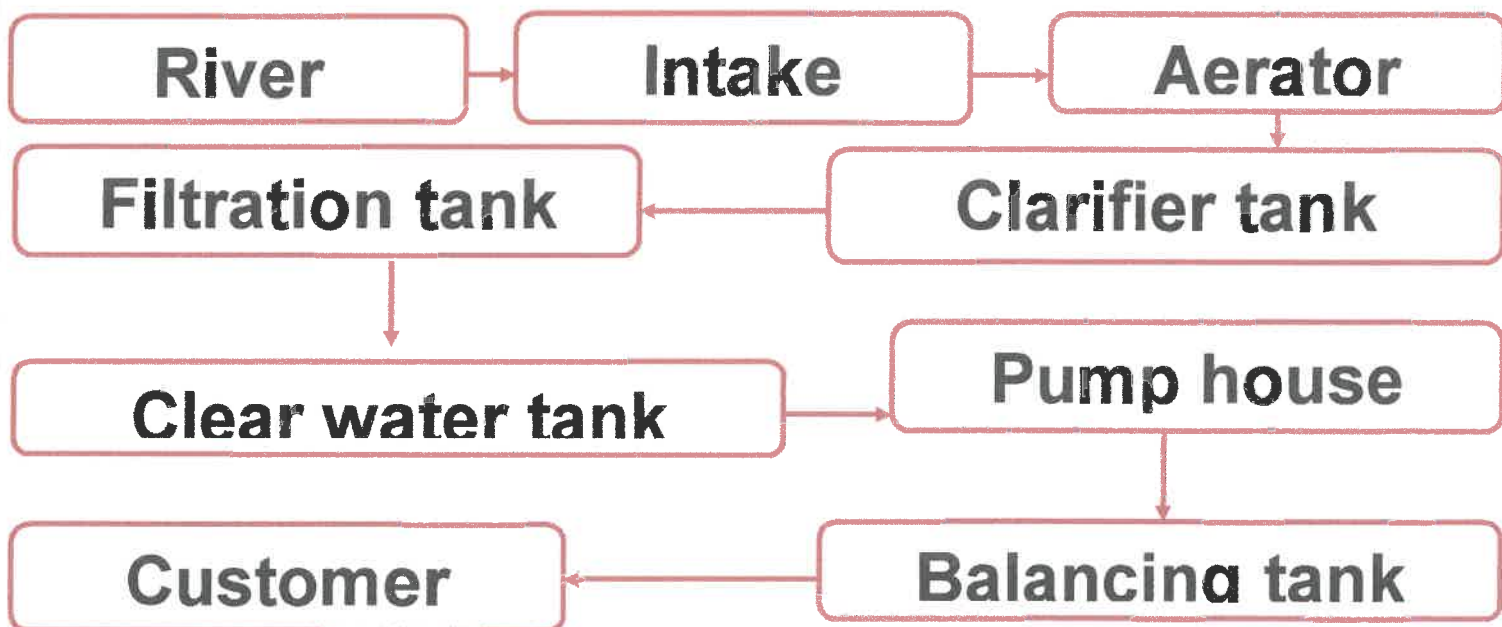 River
Intake
Aerator
Clarifier tank
Filtration tank
Clear water tank
Pump house
Balancing tank
Customer